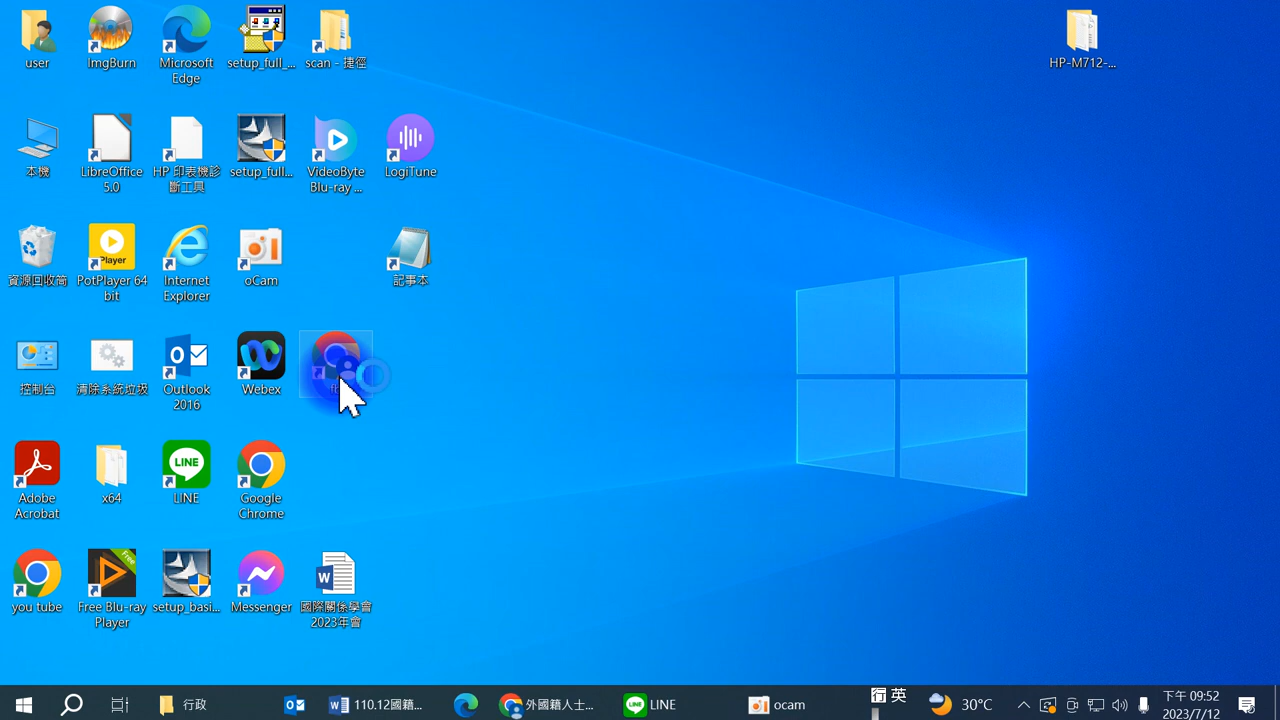 user
ImgBurn
Microsoft
Edge
setup_full_...
scan - 捷徑
HP-M712-...
本機
LibreOffice
5.0
HP 印表機診
斷工具
setup_full...
VideoByte
Blu-ray ...
LogiTune
資源回收筒
PotPlayer 64
bit
Internet
Explorer
oCam
記事本
控制台
清除系統垃圾
Outlook
2016
Webex
Adobe
Acrobat
x64
LINE
Google
Chrome
you tube
Free Blu-ray
Player
setup_basi...
Messenger
國際關係學會
2023年會
行政
110.12國籍...
外國籍人士...
LINE
ocam
英
30°C
下午 09:52
2023/7/12